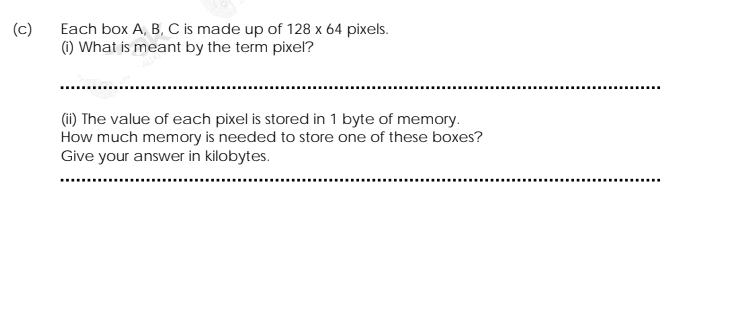 (c) Each box A, B, C is made up of 128 x 64 pixels.
(i) What is meant by the term pixel?
(ii) The value of each pixel is stored in 1 byte of memory.
How much memory is needed to store one of these boxes?
Give your answer in kilobytes.